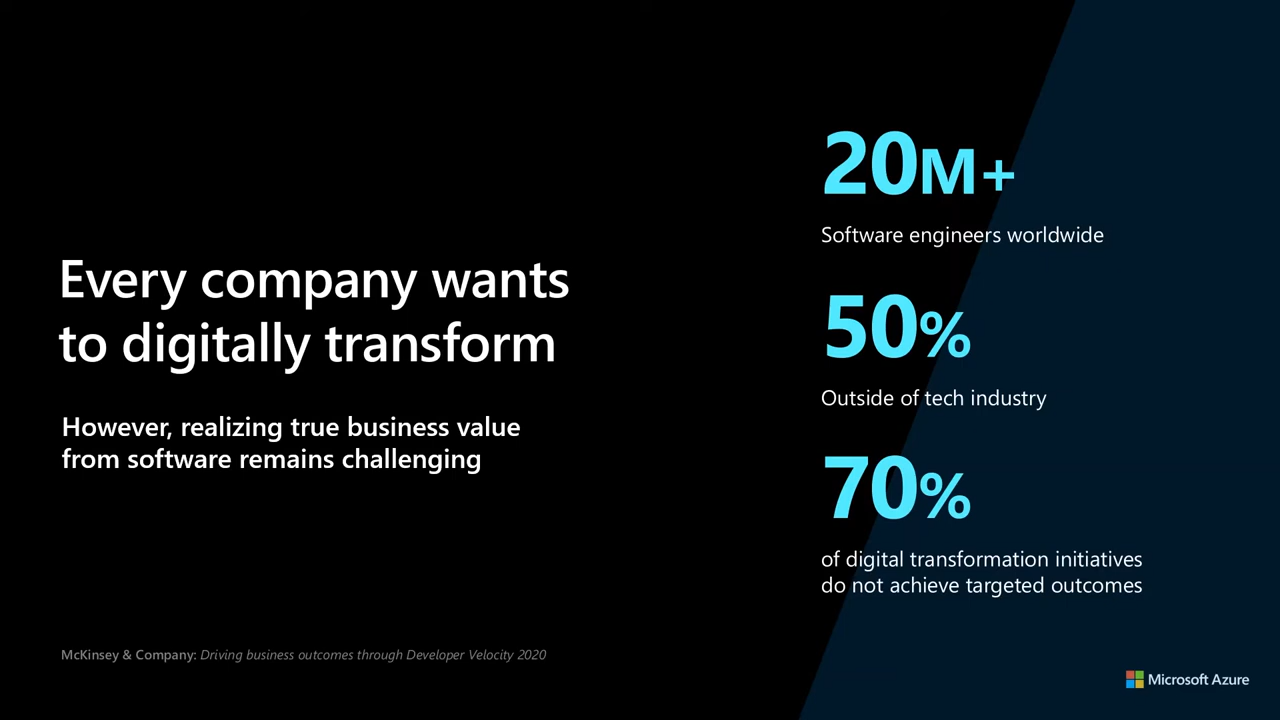 Every company wants
to digitally transform
However, realizing true business value
from software remains challenging
20M+
Software engineers worldwide
50%
Outside of tech industry
70%
of digital transformation initiatives
do not achieve targeted outcomes
McKinsey & Company: Driving business outcomes through Developer Velocity 2020
Microsoft Azure